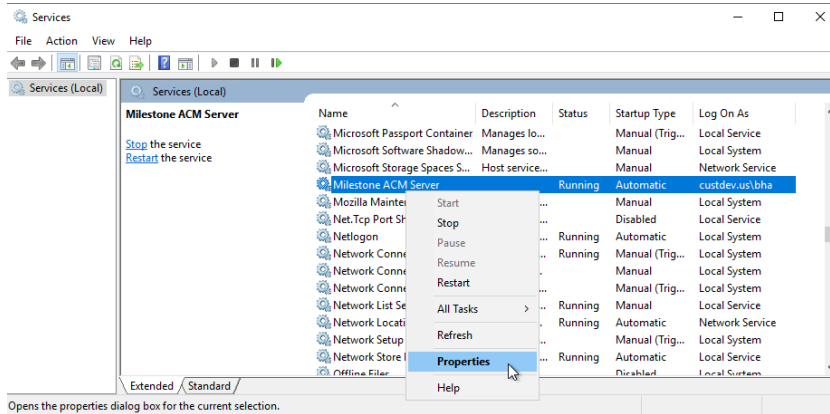 Services
File Action View Help
Services (Local)
Services (Local)
Milestone ACM Server
Stop the service
Restart the service
Name Description Status Startup Type Log On As
Microsoft Passport Container Manages lo... Manual (Trig... Local Service
Microsoft Software Shadow... Manages so... Manual Local System
Microsoft Storage Spaces S... Host service... Manual Network Service
Milestone ACM Server Running Automatic custdev.us\bha
Mozilla Mainte ... Manual Local System
Net.Tcp Port Sh ... Disabled Local Service
Netlogon ... Running Automatic Local System
Network Conne .. Running Manual (Trig... Local System
Network Conne . Manual Local System
Network Conne ... Manual (Trig... Local System
Network List Se ... Running Manual Local Service
Network Locati . Running Automatic Network Service
Network Setup . Manual (Trig... Local System
Network Store I ... Running Automatic Local Service
Offline Files Disabled Local System
Start
Stop
Pause
Resume
Restart
All Tasks >
Refresh
Properties
Help
Extended Standard
Opens the properties dialog box for the current selection.